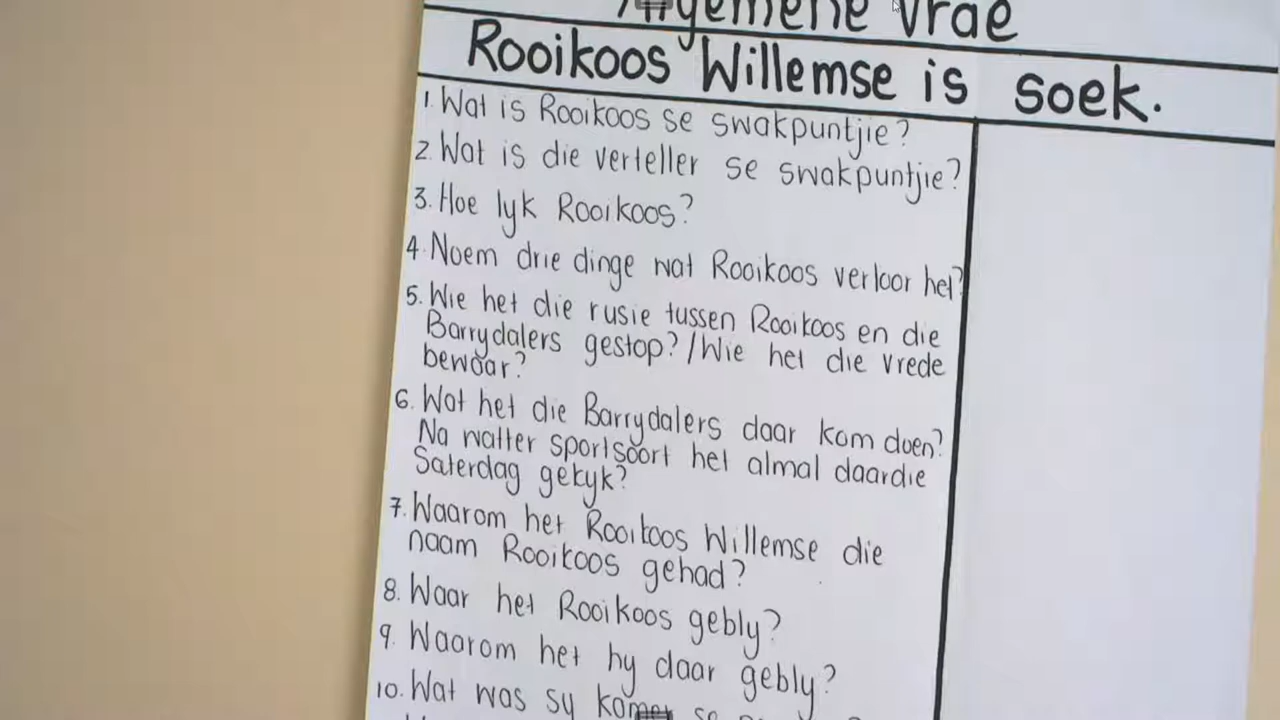 Algemene Vrae
Rooikoos Willemse is soek.
1. Wat is Rooikoos se swakpuntjie?
2. Wat is die verteller se swakpuntjie?
3. Hoe lyk Rooikoos?
4. Noem drie dinge wat Rooikoos verloor het?
5. Wie het die rusie tussen Rooikoos en die
Barrydalers gestop? / Wie het die vrede
bewaar?
6. Wat het die Barrydalers daar kom doen?
Na watter sportsoort het almal daardie
Saterdag gekyk?
7. Waarom het Rooikoos Willemse die
naam Rooikoos gehad?
8. Waar het Rooikoos gebly?
9. Waarom het hy daar gebly?
10. Wat was sy